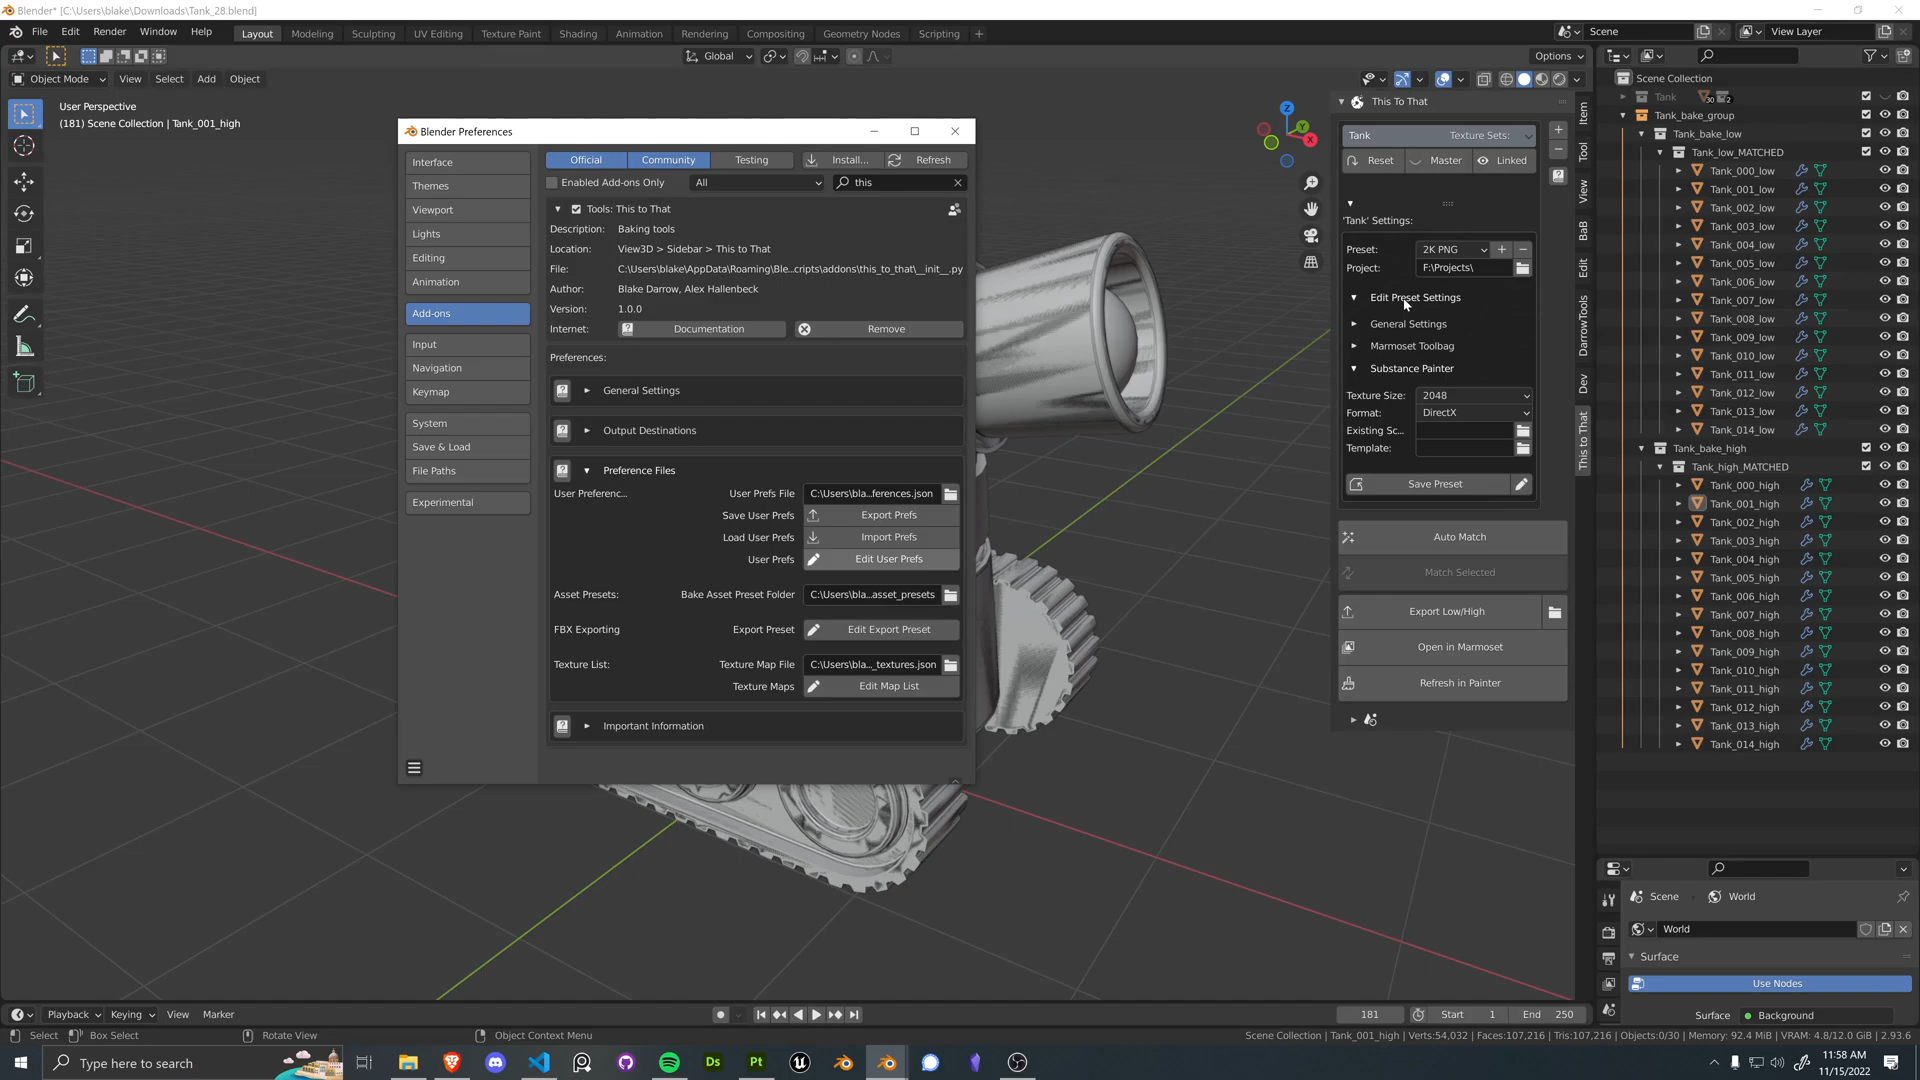 Blender* [C:\Users\blake\Downloads\Tank_28.blend]
File Edit Render Window Help
Layout Modeling Sculpting UV Editing Texture Paint Shading Animation Rendering Compositing Geometry Nodes Scripting +
Scene
View Layer
Global
Options
Object Mode View Select Add Object
User Perspective
(181) Scene Collection | Tank_001_high
Blender Preferences
Interface
Themes
Viewport
Lights
Editing
Animation
Add-ons
Input
Navigation
Keymap
System
Save & Load
File Paths
Experimental
Official Community Testing Install... Refresh
Enabled Add-ons Only All this
Tools: This to That
Description: Baking tools
Location: View3D > Sidebar > This to That
File: C:\Users\blake\AppData\Roaming\Ble...cripts\addons\this_to_that\__init__.py
Author: Blake Darrow, Alex Hallenbeck
Version: 1.0.0
Internet: Documentation Remove
Preferences:
General Settings
Output Destinations
Preference Files
User Preferenc... User Prefs File C:\Users\bla...ferences.json
Save User Prefs Export Prefs
Load User Prefs Import Prefs
User Prefs Edit User Prefs
Asset Presets: Bake Asset Preset Folder C:\Users\bla...asset_presets
FBX Exporting Export Preset Edit Export Preset
Texture List: Texture Map File C:\Users\bla..._textures.json
Texture Maps Edit Map List
Important Information
Z
Y
X
This To That
Tank Texture Sets:
Reset Master Linked
'Tank' Settings:
Preset: 2K PNG
Project: F:\Projects\
Edit Preset Settings
General Settings
Marmoset Toolbag
Substance Painter
Texture Size: 2048
Format: DirectX
Existing Sc...
Template:
Save Preset
Auto Match
Match Selected
Export Low/High
Open in Marmoset
Refresh in Painter
Item
Tool
View
BaB
Edit
DarrowTools
Dev
This to That
Scene Collection
Tank 30 2
Tank_bake_group
Tank_bake_low
Tank_low_MATCHED
Tank_000_low
Tank_001_low
Tank_002_low
Tank_003_low
Tank_004_low
Tank_005_low
Tank_006_low
Tank_007_low
Tank_008_low
Tank_009_low
Tank_010_low
Tank_011_low
Tank_012_low
Tank_013_low
Tank_014_low
Tank_bake_high
Tank_high_MATCHED
Tank_000_high
Tank_001_high
Tank_002_high
Tank_003_high
Tank_004_high
Tank_005_high
Tank_006_high
Tank_007_high
Tank_008_high
Tank_009_high
Tank_010_high
Tank_011_high
Tank_012_high
Tank_013_high
Tank_014_high
Scene World
World
Surface
Use Nodes
Surface Background
Playback Keying View Marker
181 Start 1 End 250
Select Box Select Rotate View Object Context Menu
Scene Collection | Tank_001_high | Verts:54,032 | Faces:107,216 | Tris:107,216 | Objects:0/30 | Memory: 92.4 MiB | VRAM: 4.8/12.0 GiB | 2.93.6
Type here to search
Ds
Pt
11:58 AM
11/15/2022